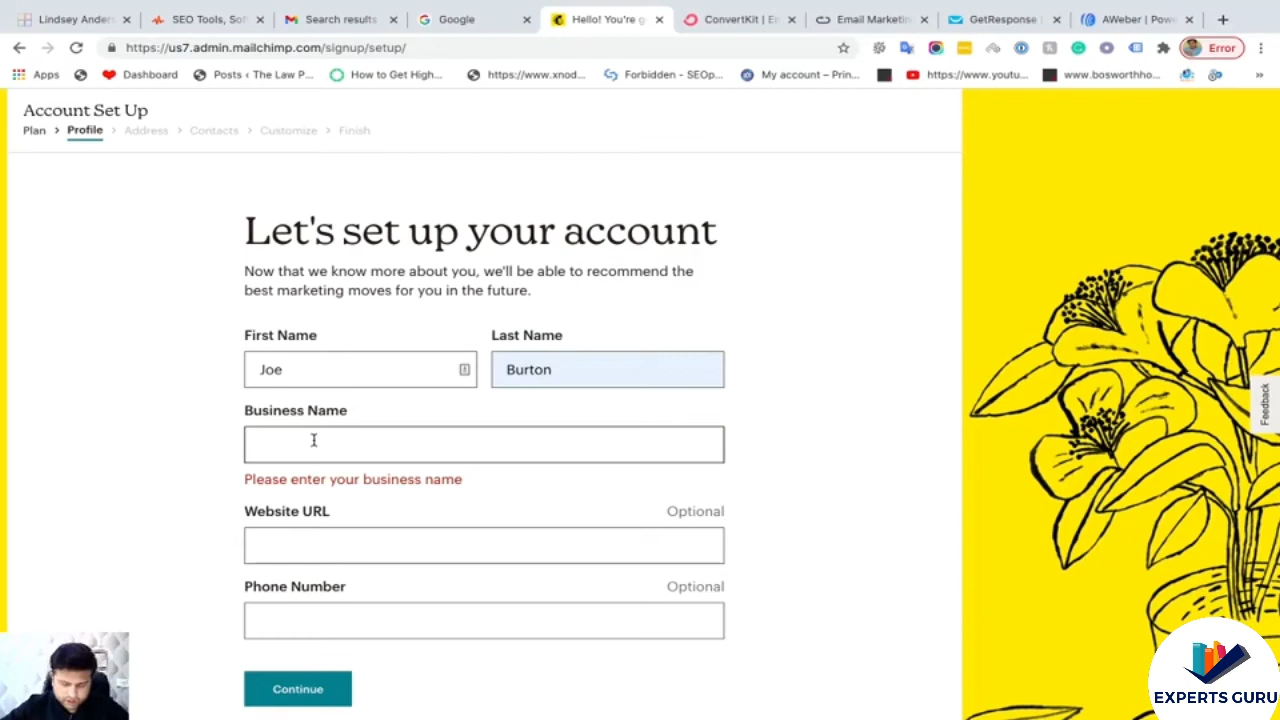 Lindsey Ander:
SEO Tools, Sof
Search results
Google
Hello! You're g
ConvertKit | E
Email Marketin
GetResponse |
AWeber | Pow
https://us7.admin.mailchimp.com/signup/setup/
Error
Apps
Dashboard
Posts ‹ The Law P...
How to Get High...
https://www.xnod...
Forbidden - SEOp...
My account – Prin...
https://www.youtu...
www.bosworthho...
Account Set Up
Plan > Profile > Address > Contacts > Customize > Finish
Let's set up your account
Now that we know more about you, we'll be able to recommend the
best marketing moves for you in the future.
First Name
Last Name
Joe
Burton
Business Name
Please enter your business name
Website URL
Optional
Phone Number
Optional
Continue
Feedback
EXPERTS GURU